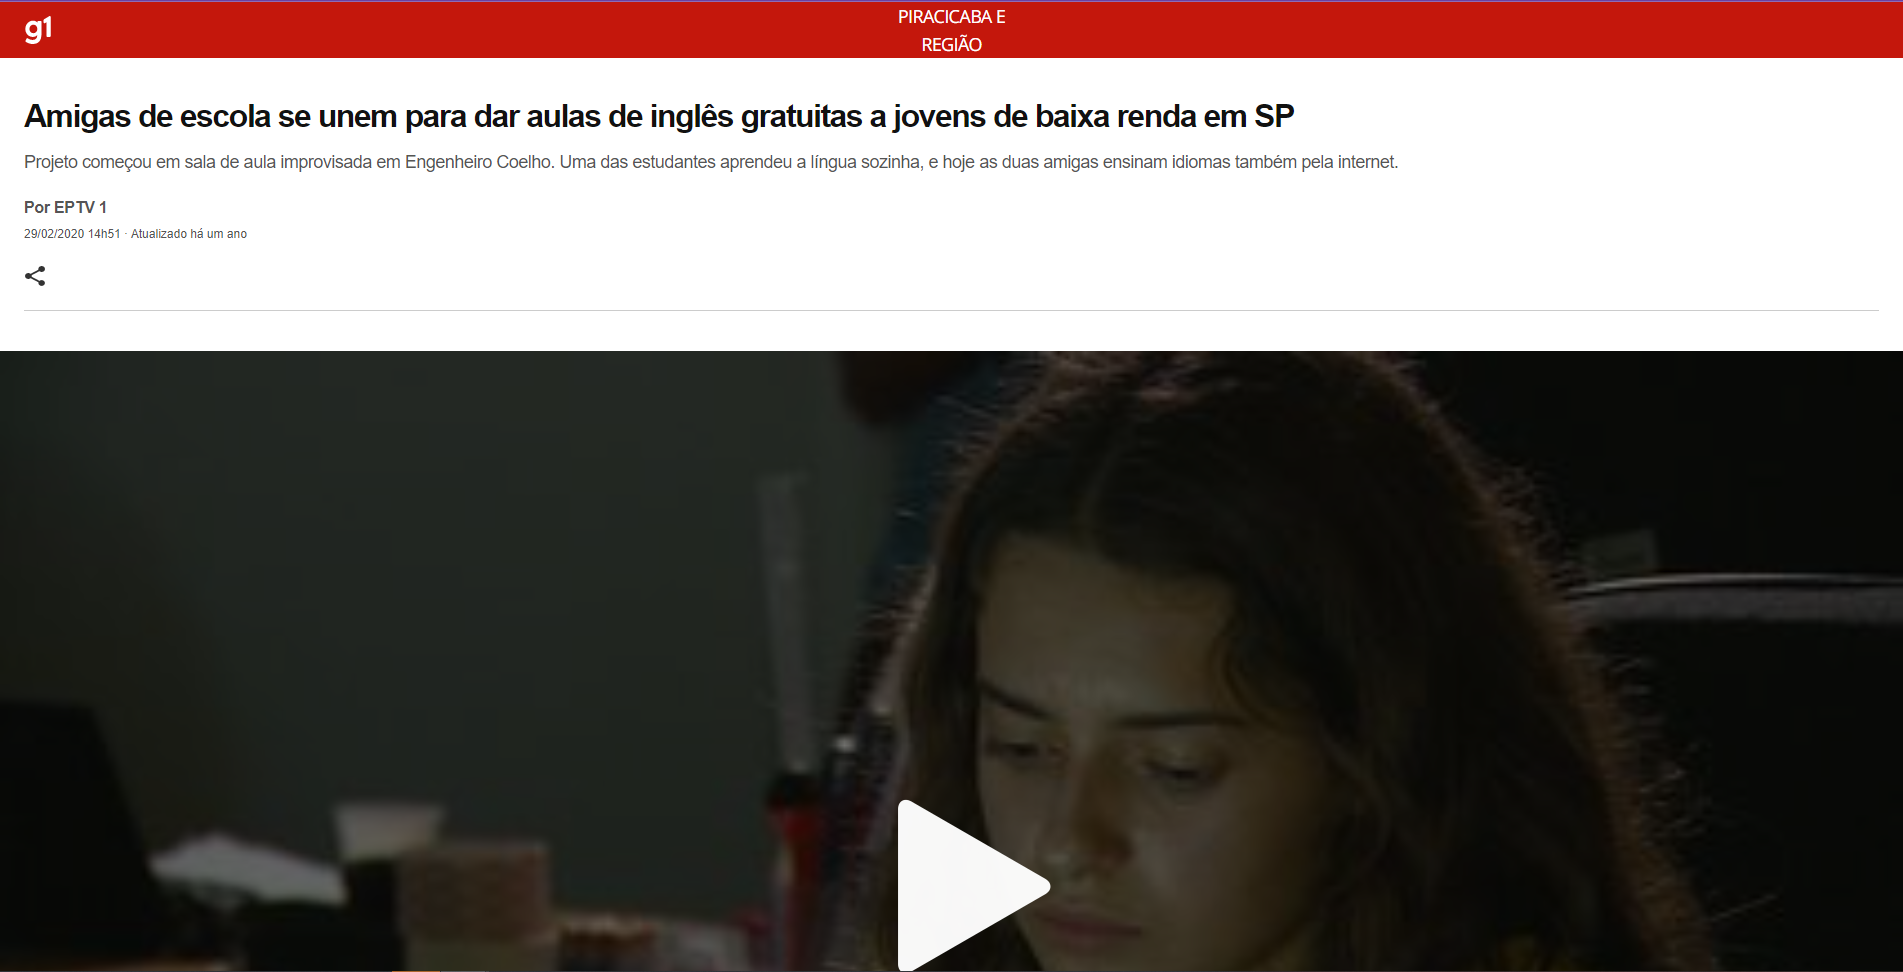 g1
PIRACICABA E
REGIÃO
Amigas de escola se unem para dar aulas de inglês gratuitas a jovens de baixa renda em SP
Projeto começou em sala de aula improvisada em Engenheiro Coelho. Uma das estudantes aprendeu a língua sozinha, e hoje as duas amigas ensinam idiomas também pela internet.
Por EPTV 1
29/02/2020 14h51 · Atualizado há um ano